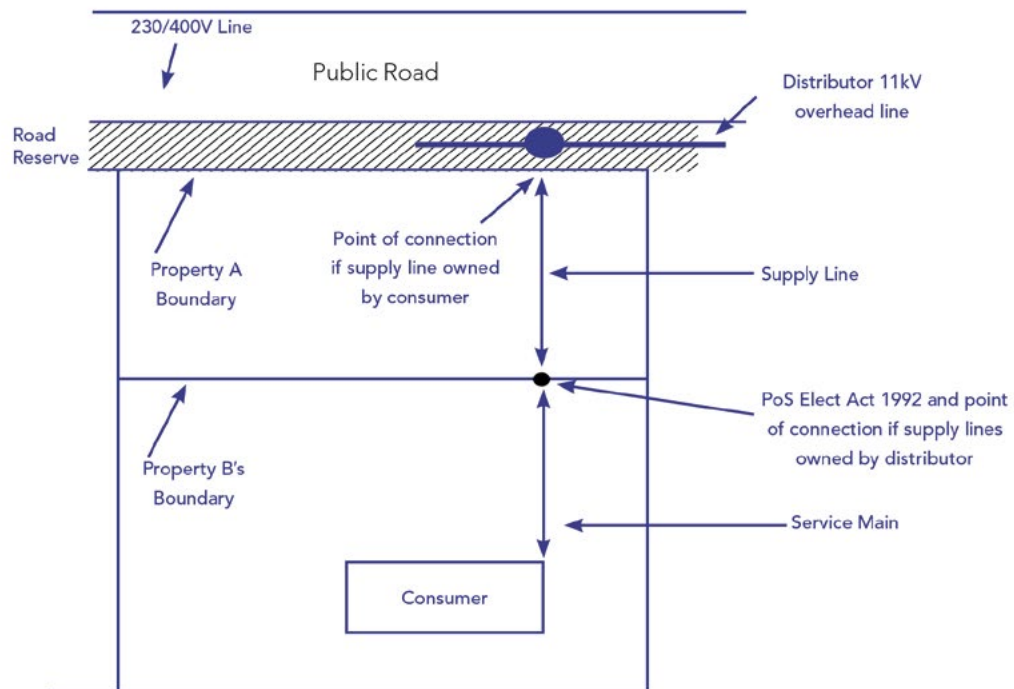 230/400V Line
Public Road
Distributor 11kV
overhead line
Road
Reserve
Point of connection
if supply line owned
by consumer
Property A
Boundary
Supply Line
PoS Elect Act 1992 and point
of connection if supply lines
owned by distributor
Property B's
Boundary
Service Main
Consumer